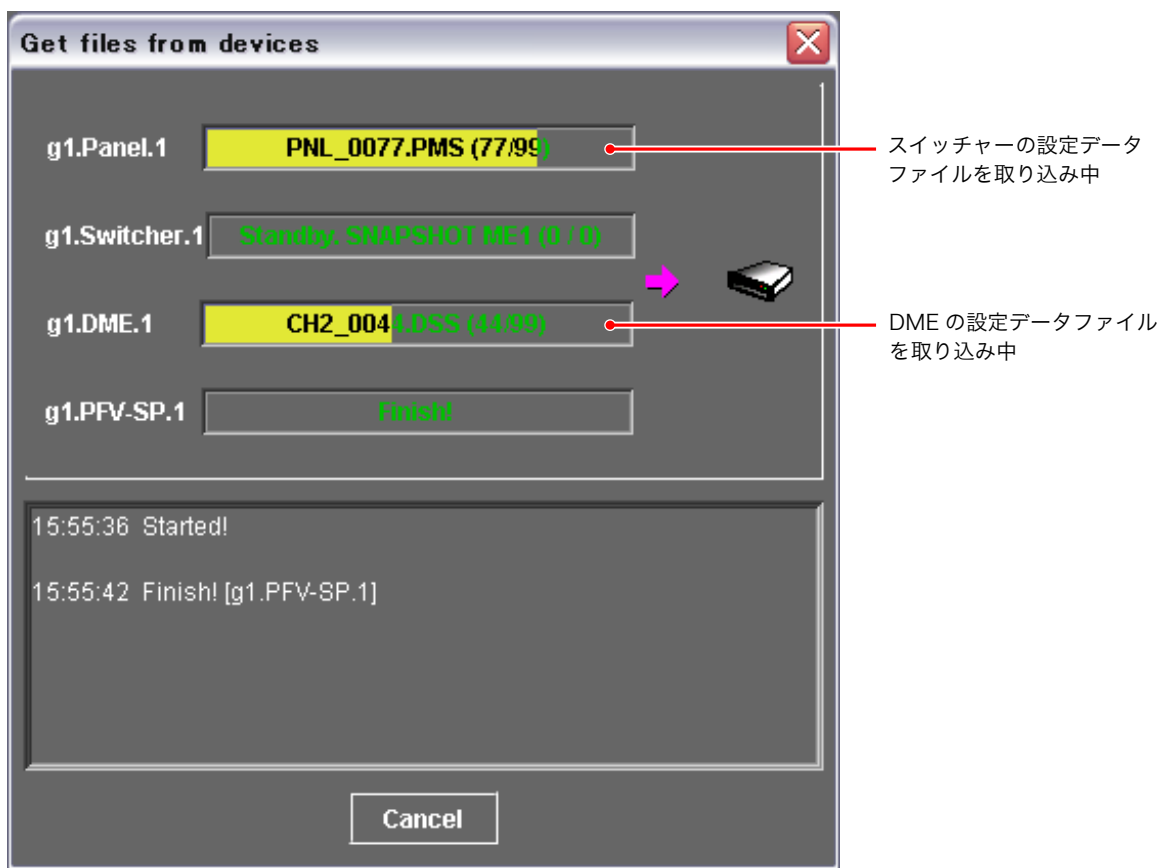 Get files from devices
g1.Panel.1 PNL_0077.PMS (77/99)
スイッチャーの設定データ
ファイルを取り込み中
g1.Switcher.1 Standby. SNAPSHOT ME1 (0 / 0)
g1.DME.1 CH2_0044.DSS (44/99)
DME の設定データファイル
を取り込み中
g1.PFV-SP.1 Finish!
15:55:36 Started!
15:55:42 Finish! [g1.PFV-SP.1]
Cancel